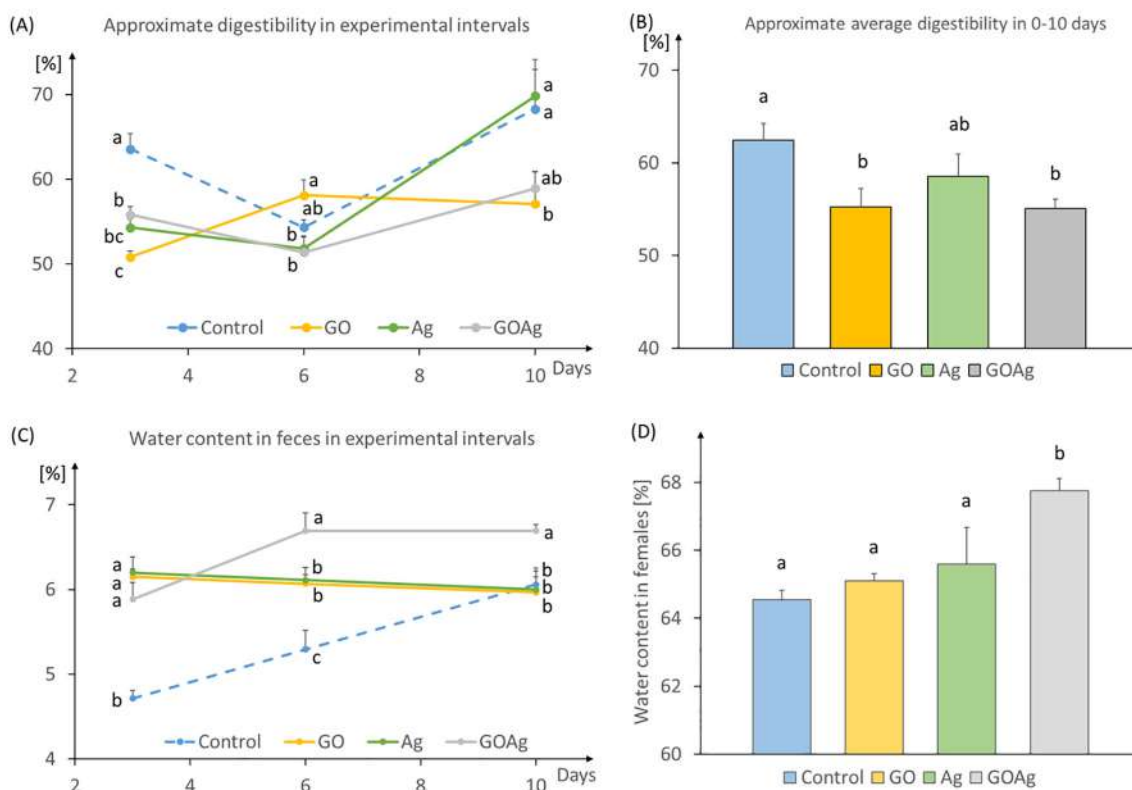 (A)
Approximate digestibility in experimental intervals
[%]
70
60
50
40
a
b
bc
c
a
ab
b
b
a
a
ab
b
Control GO Ag GOAg
2 4 6 10 Days
(B)
Approximate average digestibility in 0-10 days
[%]
70
60
50
40
a
b
ab
b
Control GO Ag GOAg
(C)
Water content in feces in experimental intervals
[%]
7
6
5
4
a
a
a
b
a
b
b
c
a
b
b
b
Control GO Ag GOAg
2 4 6 10 Days
(D)
Water content in females [%]
68
66
64
62
60
a
a
a
b
Control GO Ag GOAg